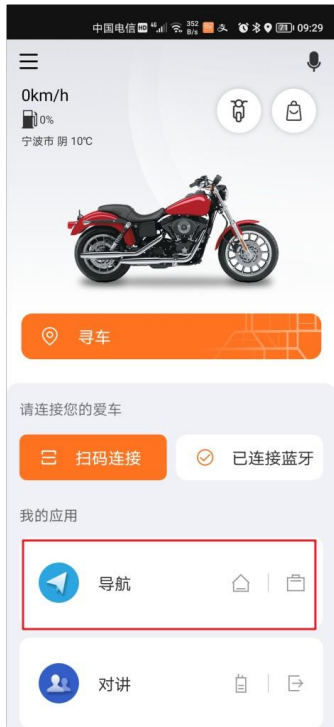 中国电信 HD 4G 352 B/s 09:29
0km/h
0%
宁波市 阴 10℃
寻车
请连接您的爱车
扫码连接
已连接蓝牙
我的应用
导航
对讲